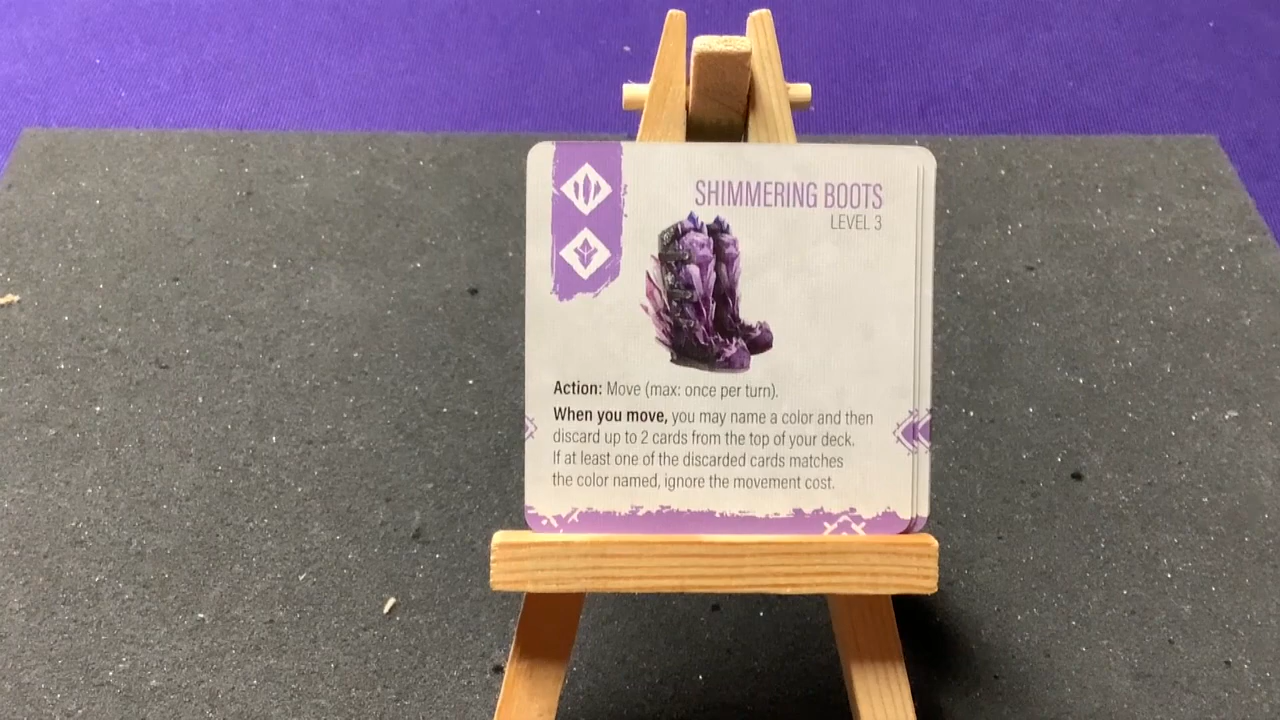 SHIMMERING BOOTS
LEVEL 3
Action: Move (max: once per turn).
When you move, you may name a color and then
discard up to 2 cards from the top of your deck.
If at least one of the discarded cards matches
the color named, ignore the movement cost.